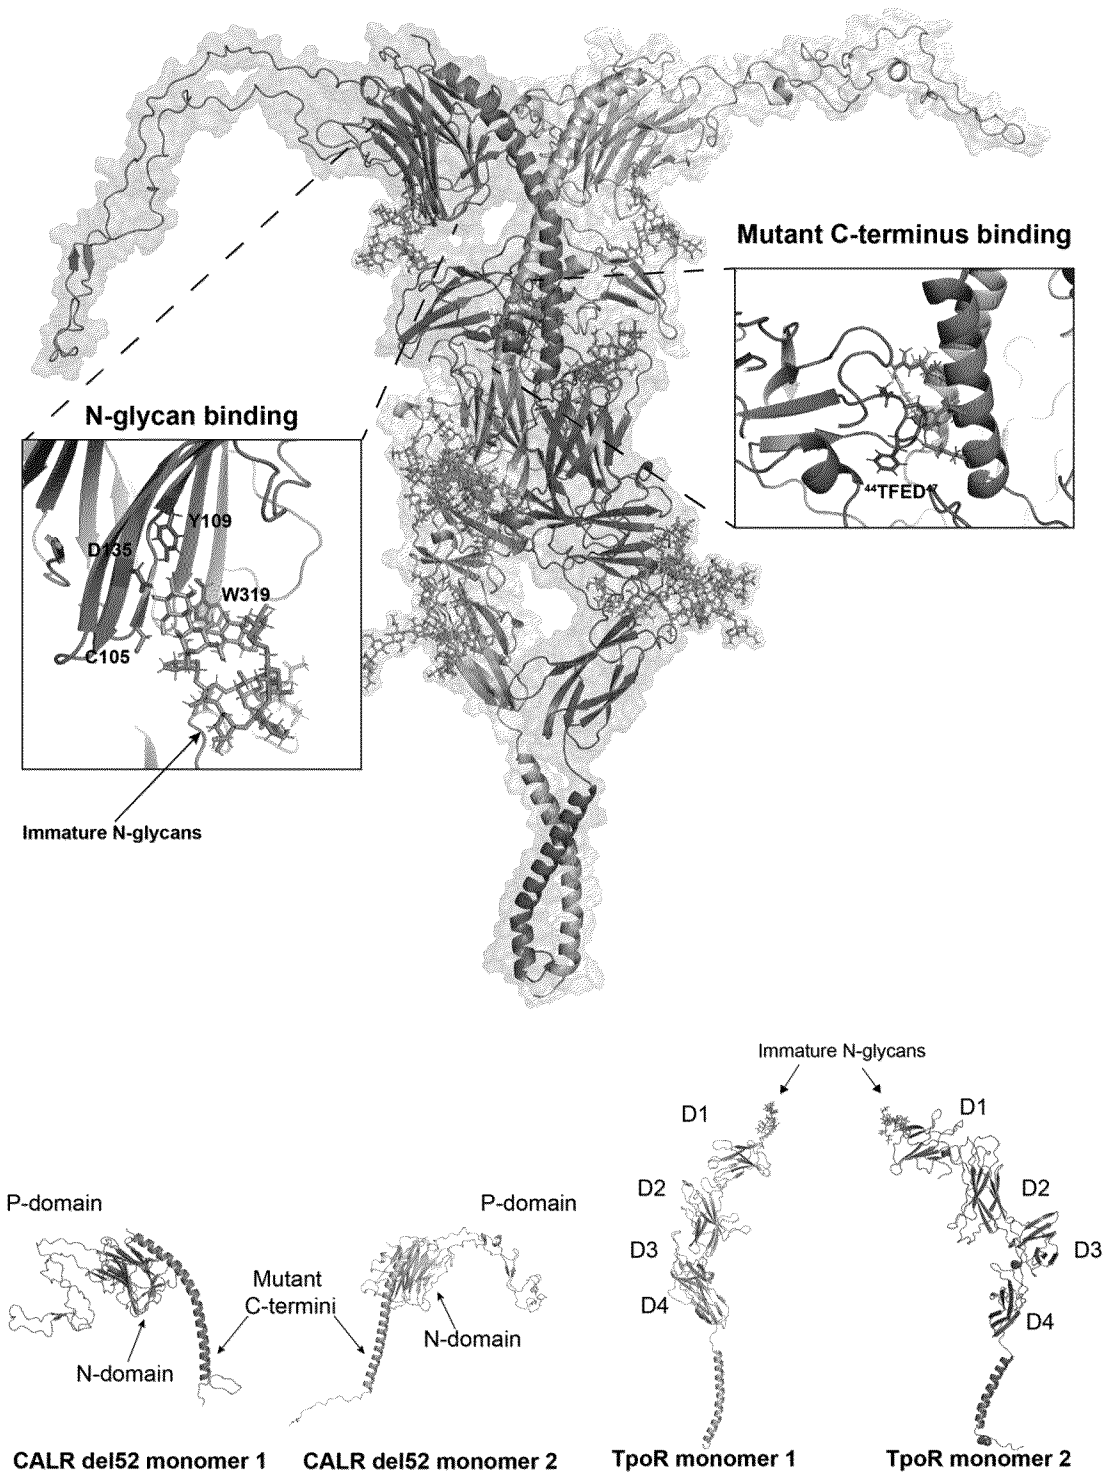 Mutant C-terminus binding
⁴⁴TFED⁴⁷
N-glycan binding
Y109
D135
W319
C105
Immature N-glycans
Immature N-glycans
D1
D1
D2
D2
D3
D3
D4
D4
P-domain
P-domain
Mutant
C-termini
N-domain
N-domain
CALR del52 monomer 1
CALR del52 monomer 2
TpoR monomer 1
TpoR monomer 2